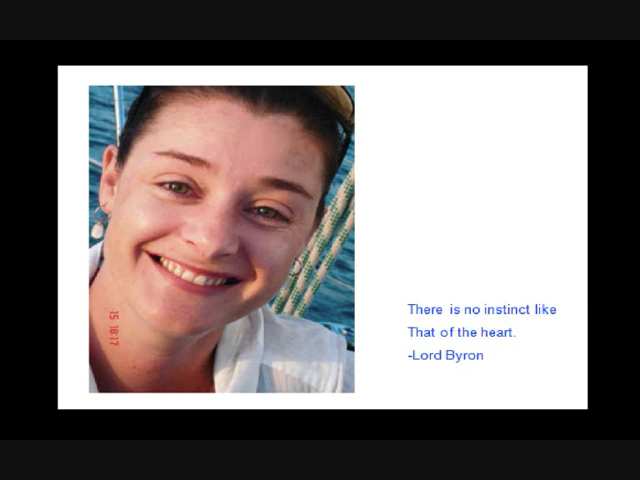 15 18:17
There is no instinct like
That of the heart.
-Lord Byron